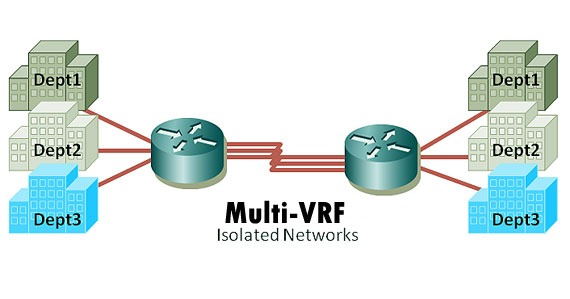 Dept1
Dept2
Dept3
Dept1
Dept2
Dept3
Multi-VRF
Isolated Networks